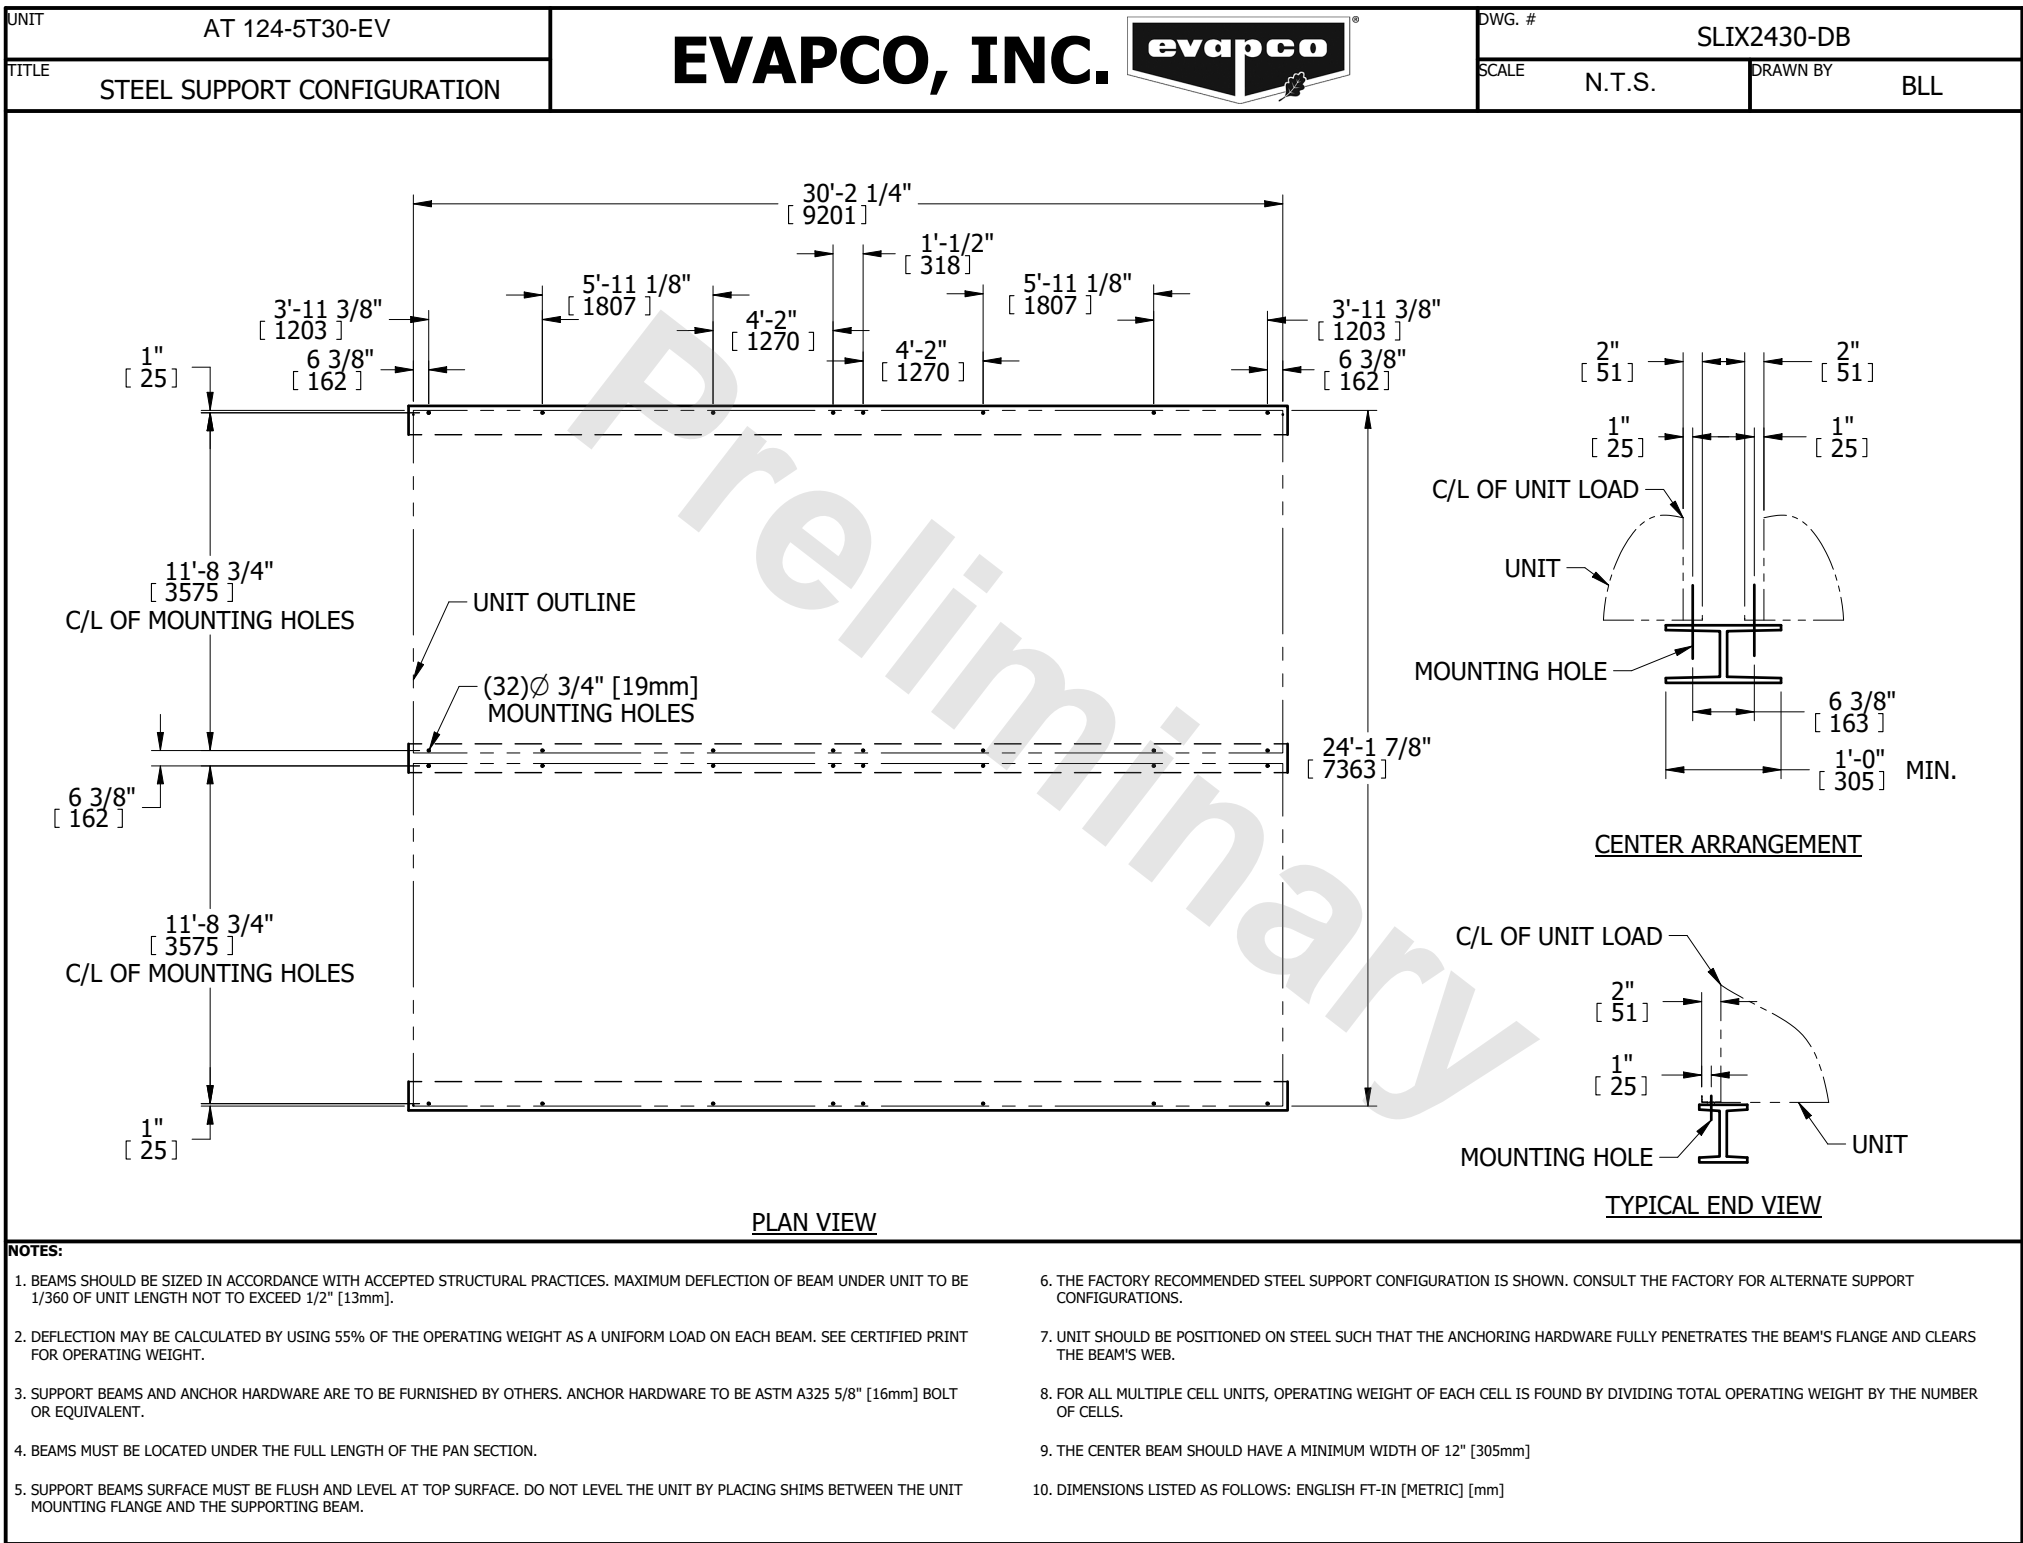 UNIT
AT 124-5T30-EV
TITLE
STEEL SUPPORT CONFIGURATION
EVAPCO, INC.
evapco
®
DWG. #
SLIX2430-DB
SCALE
N.T.S.
DRAWN BY
BLL
30'-2 1/4"
[ 9201]
1'-1/2"
[ 318]
5'-11 1/8"
[ 1807 ]
5'-11 1/8"
[ 1807 ]
3'-11 3/8"
[ 1203 ]
4'-2"
[ 1270 ]
3'-11 3/8"
[ 1203 ]
1"
[ 25]
6 3/8"
[ 162 ]
4'-2"
[ 1270 ]
6 3/8"
[ 162]
11'-8 3/4"
[ 3575 ]
C/L OF MOUNTING HOLES
UNIT OUTLINE
(32)Ø 3/4" [19mm]
MOUNTING HOLES
6 3/8"
[ 162 ]
24'-1 7/8"
[ 7363]
11'-8 3/4"
[ 3575 ]
C/L OF MOUNTING HOLES
1"
[ 25]
PLAN VIEW
Preliminary
2"
[ 51]
2"
[ 51]
1"
[ 25]
1"
[ 25]
C/L OF UNIT LOAD
UNIT
MOUNTING HOLE
6 3/8"
[ 163 ]
1'-0"
[ 305] MIN.
CENTER ARRANGEMENT
C/L OF UNIT LOAD
2"
[ 51]
1"
[ 25]
MOUNTING HOLE
UNIT
TYPICAL END VIEW
NOTES:
1. BEAMS SHOULD BE SIZED IN ACCORDANCE WITH ACCEPTED STRUCTURAL PRACTICES. MAXIMUM DEFLECTION OF BEAM UNDER UNIT TO BE
1/360 OF UNIT LENGTH NOT TO EXCEED 1/2" [13mm].
2. DEFLECTION MAY BE CALCULATED BY USING 55% OF THE OPERATING WEIGHT AS A UNIFORM LOAD ON EACH BEAM. SEE CERTIFIED PRINT
FOR OPERATING WEIGHT.
3. SUPPORT BEAMS AND ANCHOR HARDWARE ARE TO BE FURNISHED BY OTHERS. ANCHOR HARDWARE TO BE ASTM A325 5/8" [16mm] BOLT
OR EQUIVALENT.
4. BEAMS MUST BE LOCATED UNDER THE FULL LENGTH OF THE PAN SECTION.
5. SUPPORT BEAMS SURFACE MUST BE FLUSH AND LEVEL AT TOP SURFACE. DO NOT LEVEL THE UNIT BY PLACING SHIMS BETWEEN THE UNIT
MOUNTING FLANGE AND THE SUPPORTING BEAM.
6. THE FACTORY RECOMMENDED STEEL SUPPORT CONFIGURATION IS SHOWN. CONSULT THE FACTORY FOR ALTERNATE SUPPORT
CONFIGURATIONS.
7. UNIT SHOULD BE POSITIONED ON STEEL SUCH THAT THE ANCHORING HARDWARE FULLY PENETRATES THE BEAM'S FLANGE AND CLEARS
THE BEAM'S WEB.
8. FOR ALL MULTIPLE CELL UNITS, OPERATING WEIGHT OF EACH CELL IS FOUND BY DIVIDING TOTAL OPERATING WEIGHT BY THE NUMBER
OF CELLS.
9. THE CENTER BEAM SHOULD HAVE A MINIMUM WIDTH OF 12" [305mm]
10. DIMENSIONS LISTED AS FOLLOWS: ENGLISH FT-IN [METRIC] [mm]